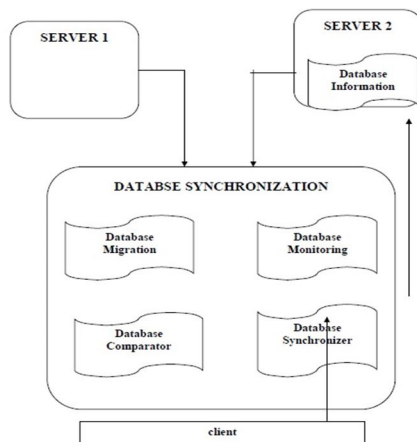 SERVER 1
SERVER 2
Database
Information
DATABSE SYNCHRONIZATION
Database
Migration
Database
Monitoring
Database
Comparator
Database
Synchronizer
client